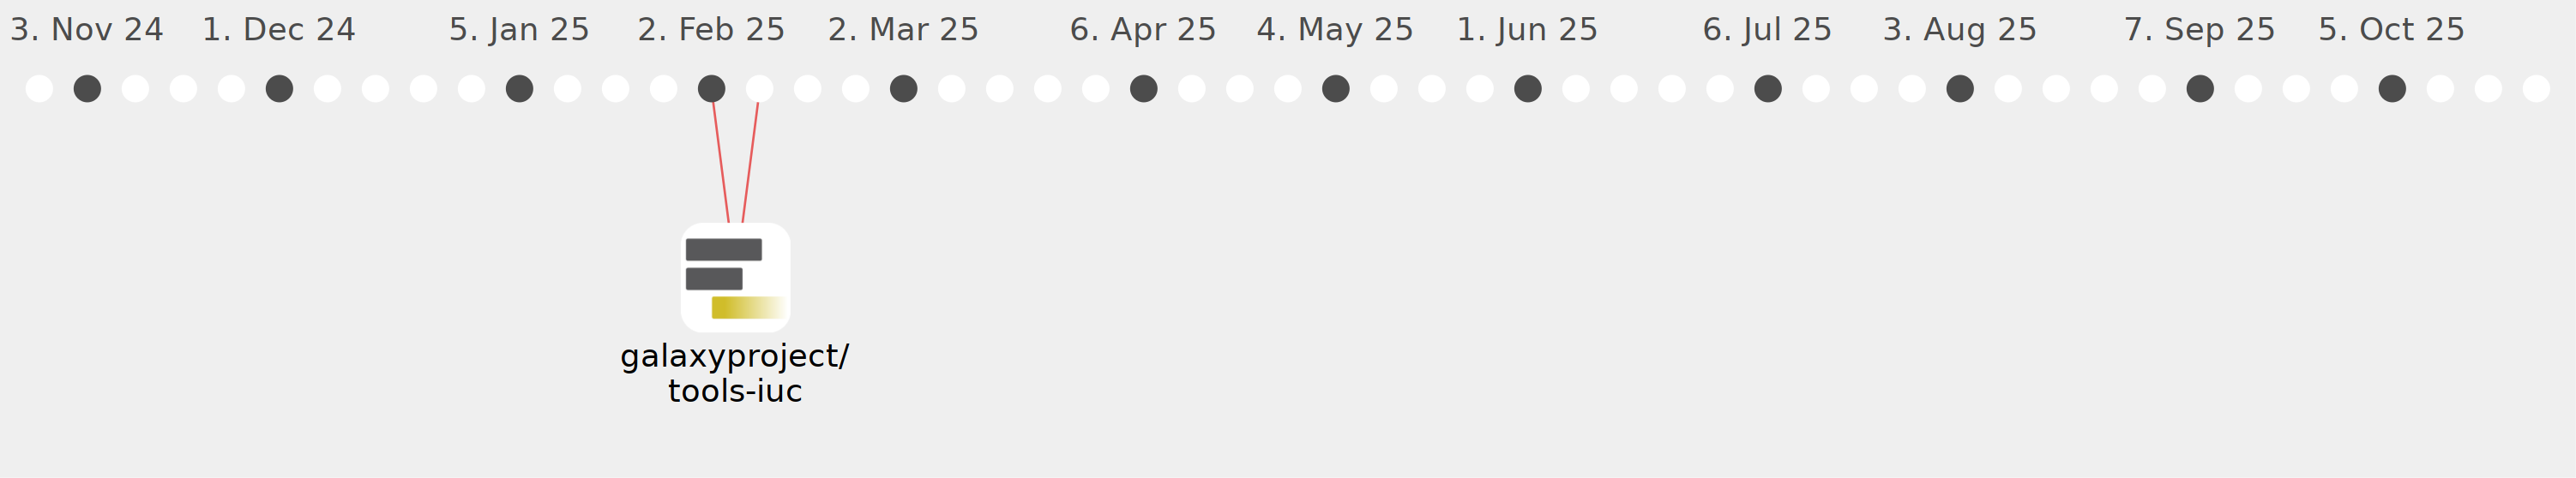 3. Nov 24 1. Dec 24 5. Jan 25 2. Feb 25 2. Mar 25 6. Apr 25 4. May 25 1. Jun 25 6. Jul 25 3. Aug 25 7. Sep 25 5. Oct 25
galaxyproject/
tools-iuc